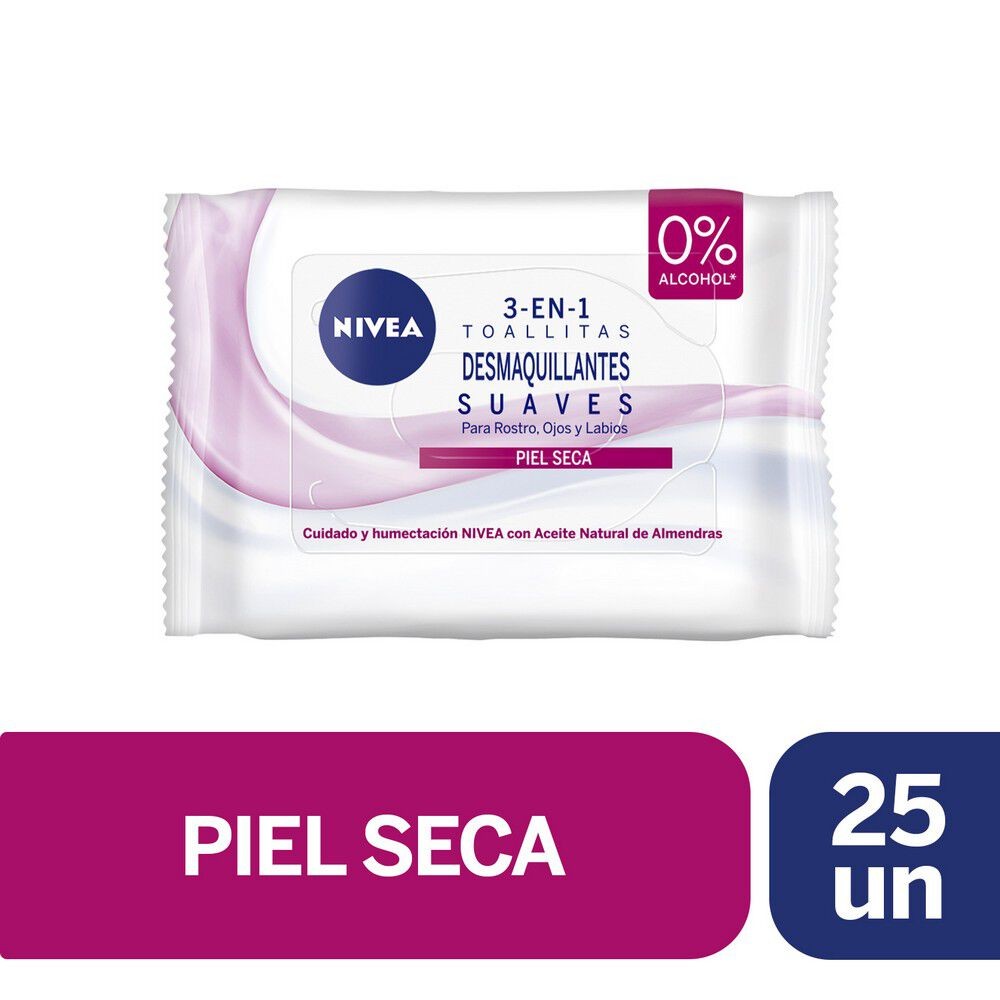 0%
ALCOHOL*
NIVEA
3-EN-1
TOALLITAS
DESMAQUILLANTES
SUAVES
Para Rostro, Ojos y Labios
PIEL SECA
Cuidado y humectación NIVEA con Aceite Natural de Almendras
PIEL SECA
25
un